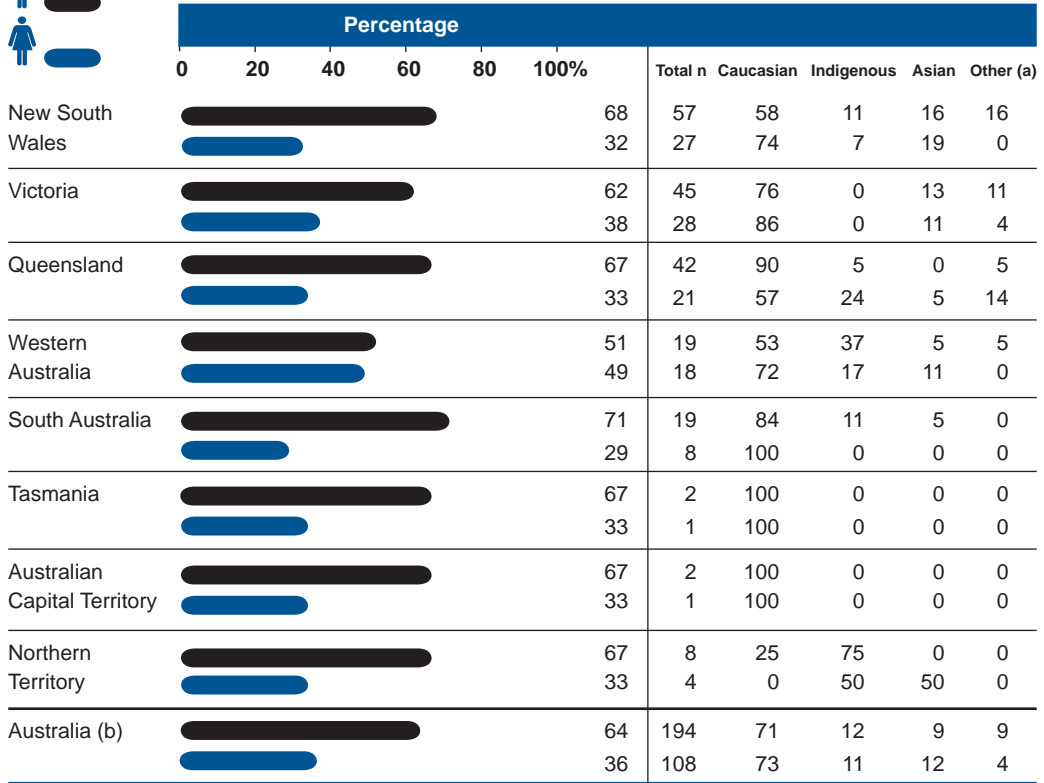 Percentage
0 20 40 60 80 100% Total n Caucasian Indigenous Asian Other (a)
New South 68 57 58 11 16 16
Wales 32 27 74 7 19 0
Victoria 62 45 76 0 13 11
38 28 86 0 11 4
Queensland 67 42 90 5 0 5
33 21 57 24 5 14
Western 51 19 53 37 5 5
Australia 49 18 72 17 11 0
South Australia 71 19 84 11 5 0
29 8 100 0 0 0
Tasmania 67 2 100 0 0 0
33 1 100 0 0 0
Australian 67 2 100 0 0 0
Capital Territory 33 1 100 0 0 0
Northern 67 8 25 75 0 0
Territory 33 4 0 50 50 0
Australia (b) 64 194 71 12 9 9
36 108 73 11 12 4